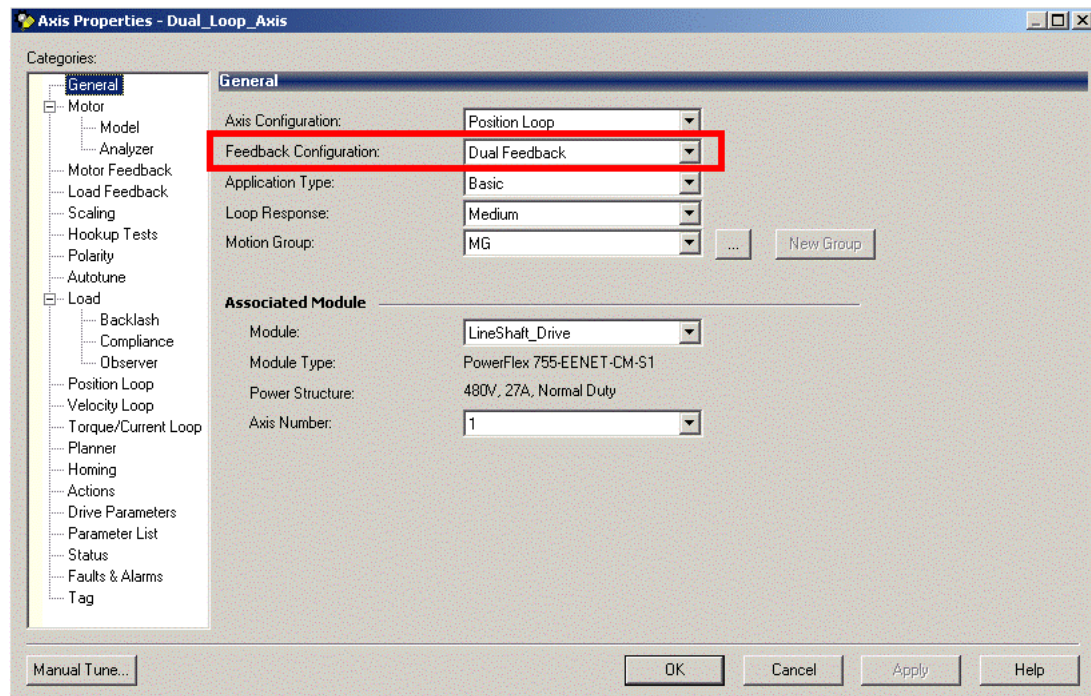 Axis Properties - Dual_Loop_Axis
Categories:
General
Motor
Model
Analyzer
Motor Feedback
Load Feedback
Scaling
Hookup Tests
Polarity
Autotune
Load
Backlash
Compliance
Observer
Position Loop
Velocity Loop
Torque/Current Loop
Planner
Homing
Actions
Drive Parameters
Parameter List
Status
Faults & Alarms
Tag
General
Axis Configuration: Position Loop
Feedback Configuration: Dual Feedback
Application Type: Basic
Loop Response: Medium
Motion Group: MG ... New Group
Associated Module
Module: LineShaft_Drive
Module Type: PowerFlex 755-EENET-CM-S1
Power Structure: 480V, 27A, Normal Duty
Axis Number: 1
Manual Tune... OK Cancel Apply Help